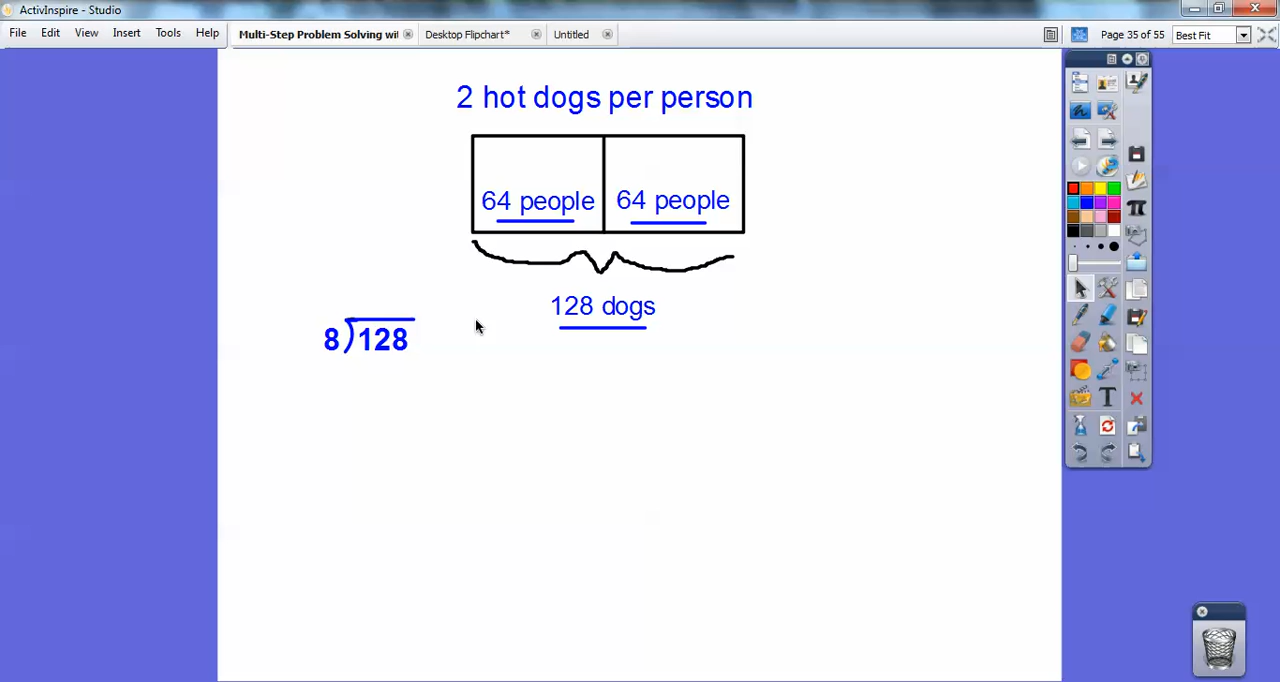 ActivInspire - Studio
File Edit View Insert Tools Help
Multi-Step Problem Solving wit Desktop Flipchart* Untitled
Page 35 of 55 Best Fit
2 hot dogs per person
64 people 64 people
128 dogs
8)128
π
T